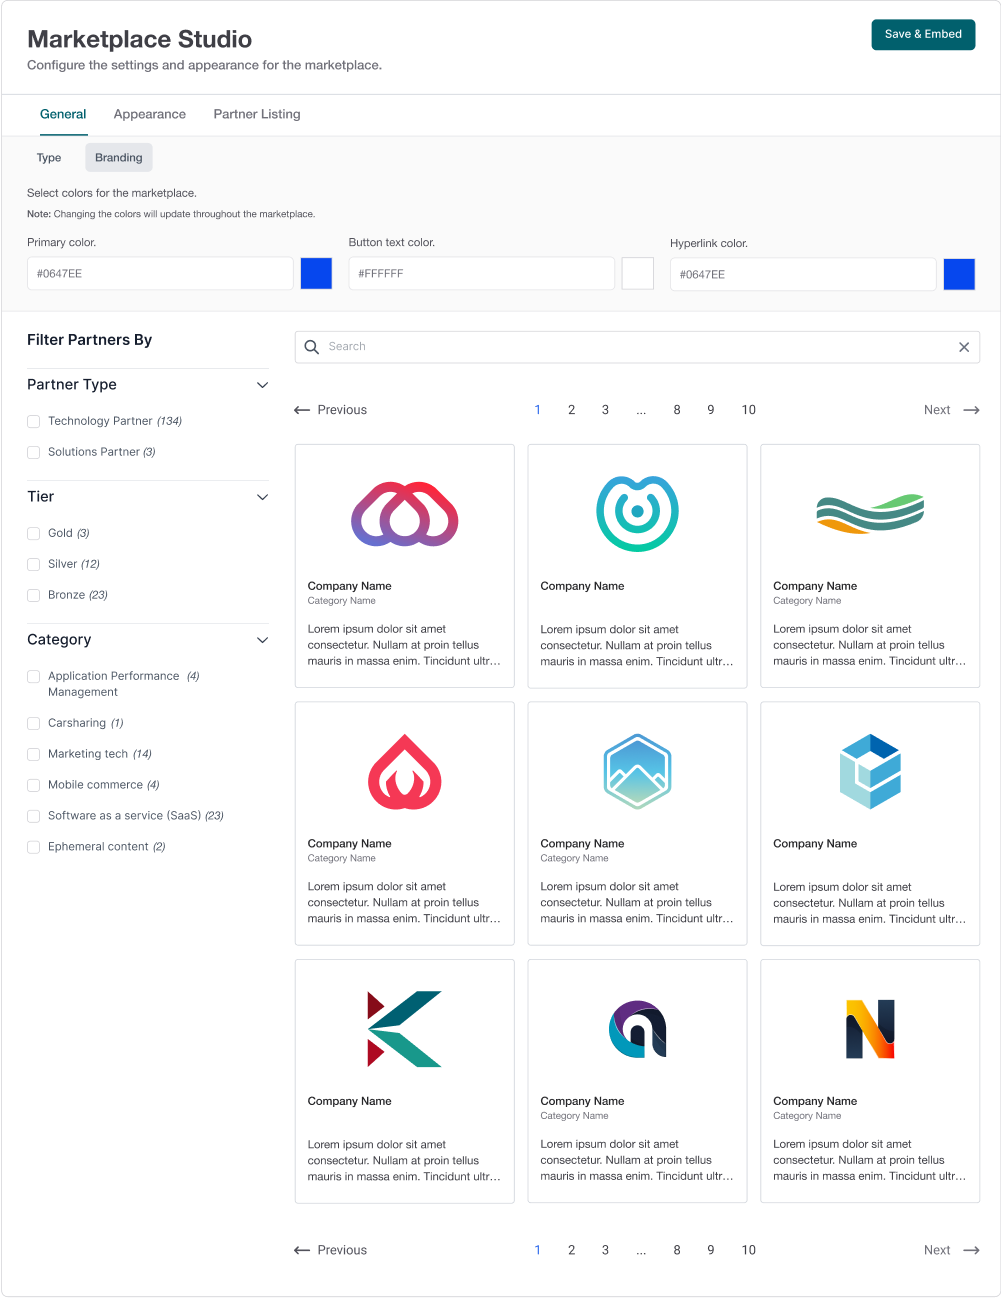 Marketplace Studio
Save & Embed
Configure the settings and appearance for the marketplace.
General Appearance Partner Listing
Type Branding
Select colors for the marketplace.
Note: Changing the colors will update throughout the marketplace.
Primary color. Button text color. Hyperlink color.
#0647EE #FFFFFF #0647EE
Filter Partners By
Partner Type
Technology Partner (134)
Solutions Partner (3)
Tier
Gold (3)
Silver (12)
Bronze (23)
Category
Application Performance (4)
Management
Carsharing (1)
Marketing tech (14)
Mobile commerce (4)
Software as a service (SaaS) (23)
Ephemeral content (2)
Search
Previous 1 2 3 ... 8 9 10 Next
Company Name
Category Name
Lorem ipsum dolor sit amet
consectetur. Nullam at proin tellus
mauris in massa enim. Tincidunt ultr...
Company Name
Lorem ipsum dolor sit amet
consectetur. Nullam at proin tellus
mauris in massa enim. Tincidunt ultr...
Company Name
Category Name
Lorem ipsum dolor sit amet
consectetur. Nullam at proin tellus
mauris in massa enim. Tincidunt ultr...
Company Name
Category Name
Lorem ipsum dolor sit amet
consectetur. Nullam at proin tellus
mauris in massa enim. Tincidunt ultr...
Company Name
Category Name
Lorem ipsum dolor sit amet
consectetur. Nullam at proin tellus
mauris in massa enim. Tincidunt ultr...
Company Name
Lorem ipsum dolor sit amet
consectetur. Nullam at proin tellus
mauris in massa enim. Tincidunt ultr...
Company Name
Lorem ipsum dolor sit amet
consectetur. Nullam at proin tellus
mauris in massa enim. Tincidunt ultr...
Company Name
Category Name
Lorem ipsum dolor sit amet
consectetur. Nullam at proin tellus
mauris in massa enim. Tincidunt ultr...
Company Name
Category Name
Lorem ipsum dolor sit amet
consectetur. Nullam at proin tellus
mauris in massa enim. Tincidunt ultr...
Previous 1 2 3 ... 8 9 10 Next